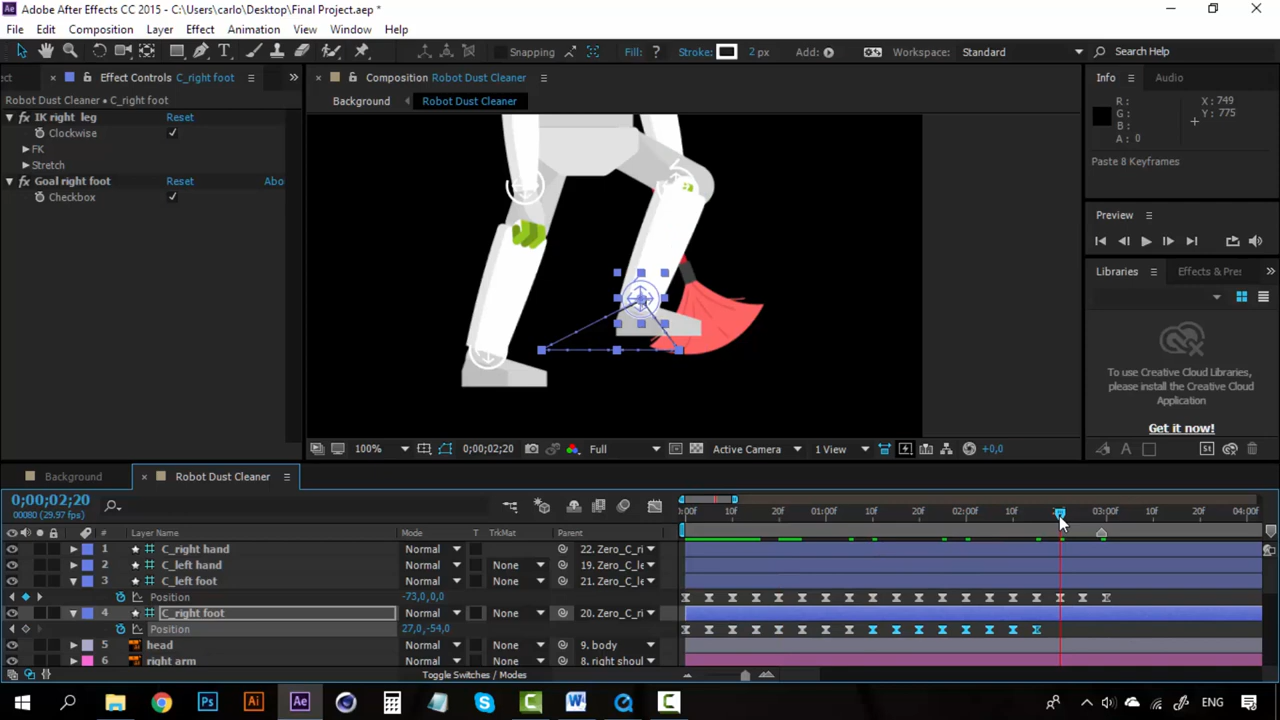 Adobe After Effects CC 2015 - C:\Users\carlo\Desktop\Final Project.aep *
File Edit Composition Layer Effect Animation View Window Help
Snapping Fill: ? Stroke: 2 px Add: Workspace: Standard Search Help
Effect Controls C_right foot
Robot Dust Cleaner • C_right foot
fx IK right leg Reset
Clockwise
FK
Stretch
fx Goal right foot Reset Abo
Checkbox
Composition Robot Dust Cleaner
Background Robot Dust Cleaner
100% 0;00;02;20 Full Active Camera 1 View +0,0
Info Audio
R: X: 749
G: Y: 775
B:
A: 0
Paste 8 Keyframes
Preview
Libraries Effects & Pres
To use Creative Cloud Libraries,
please install the Creative Cloud
Application
Get it now!
St
Background Robot Dust Cleaner
0;00;02;20
00080 (29.97 fps)
:00f 10f 20f 01:00f 10f 20f 02:00f 10f 03:00f 10f 20f 04:00f
Layer Name Mode T TrkMat Parent
1 C_right hand Normal 22. Zero_C_ri
2 C_left hand Normal None 19. Zero_C_le
3 C_left foot Normal None 21. Zero_C_le
Position -73,0,0,0
4 C_right foot Normal None 20. Zero_C_ri
Position 27,0,-54,0
5 head Normal None 9. body
6 right arm Normal None 8. right shoul
Toggle Switches / Modes
Ps Ai Ae
ENG